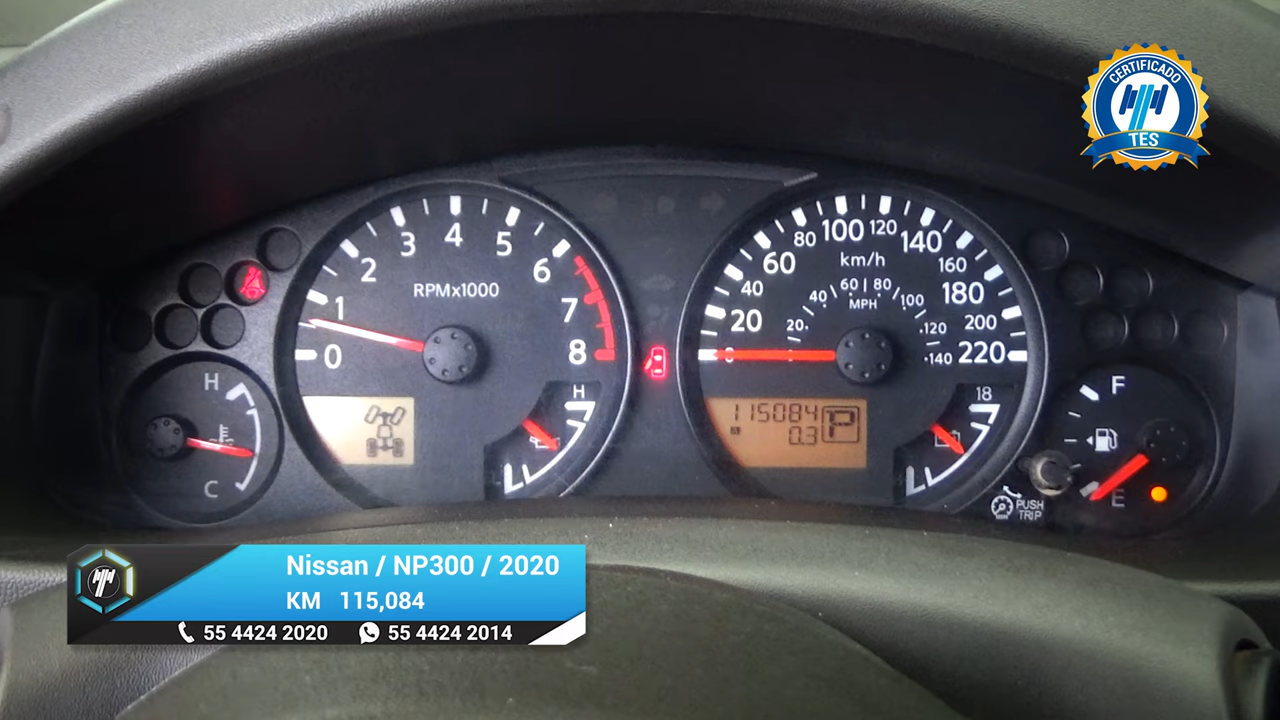 CERTIFICADO
TES
0
1
2
3
4
5
6
7
8
RPMx1000
H
C
H
0
20
40
60
80
100
120
140
160
180
200
220
km/h
20
40
60
80
100
120
140
MPH
115084
A
0.3
P
18
F
E
PUSH
TRIP
Nissan / NP300 / 2020
KM 115,084
55 4424 2020 55 4424 2014